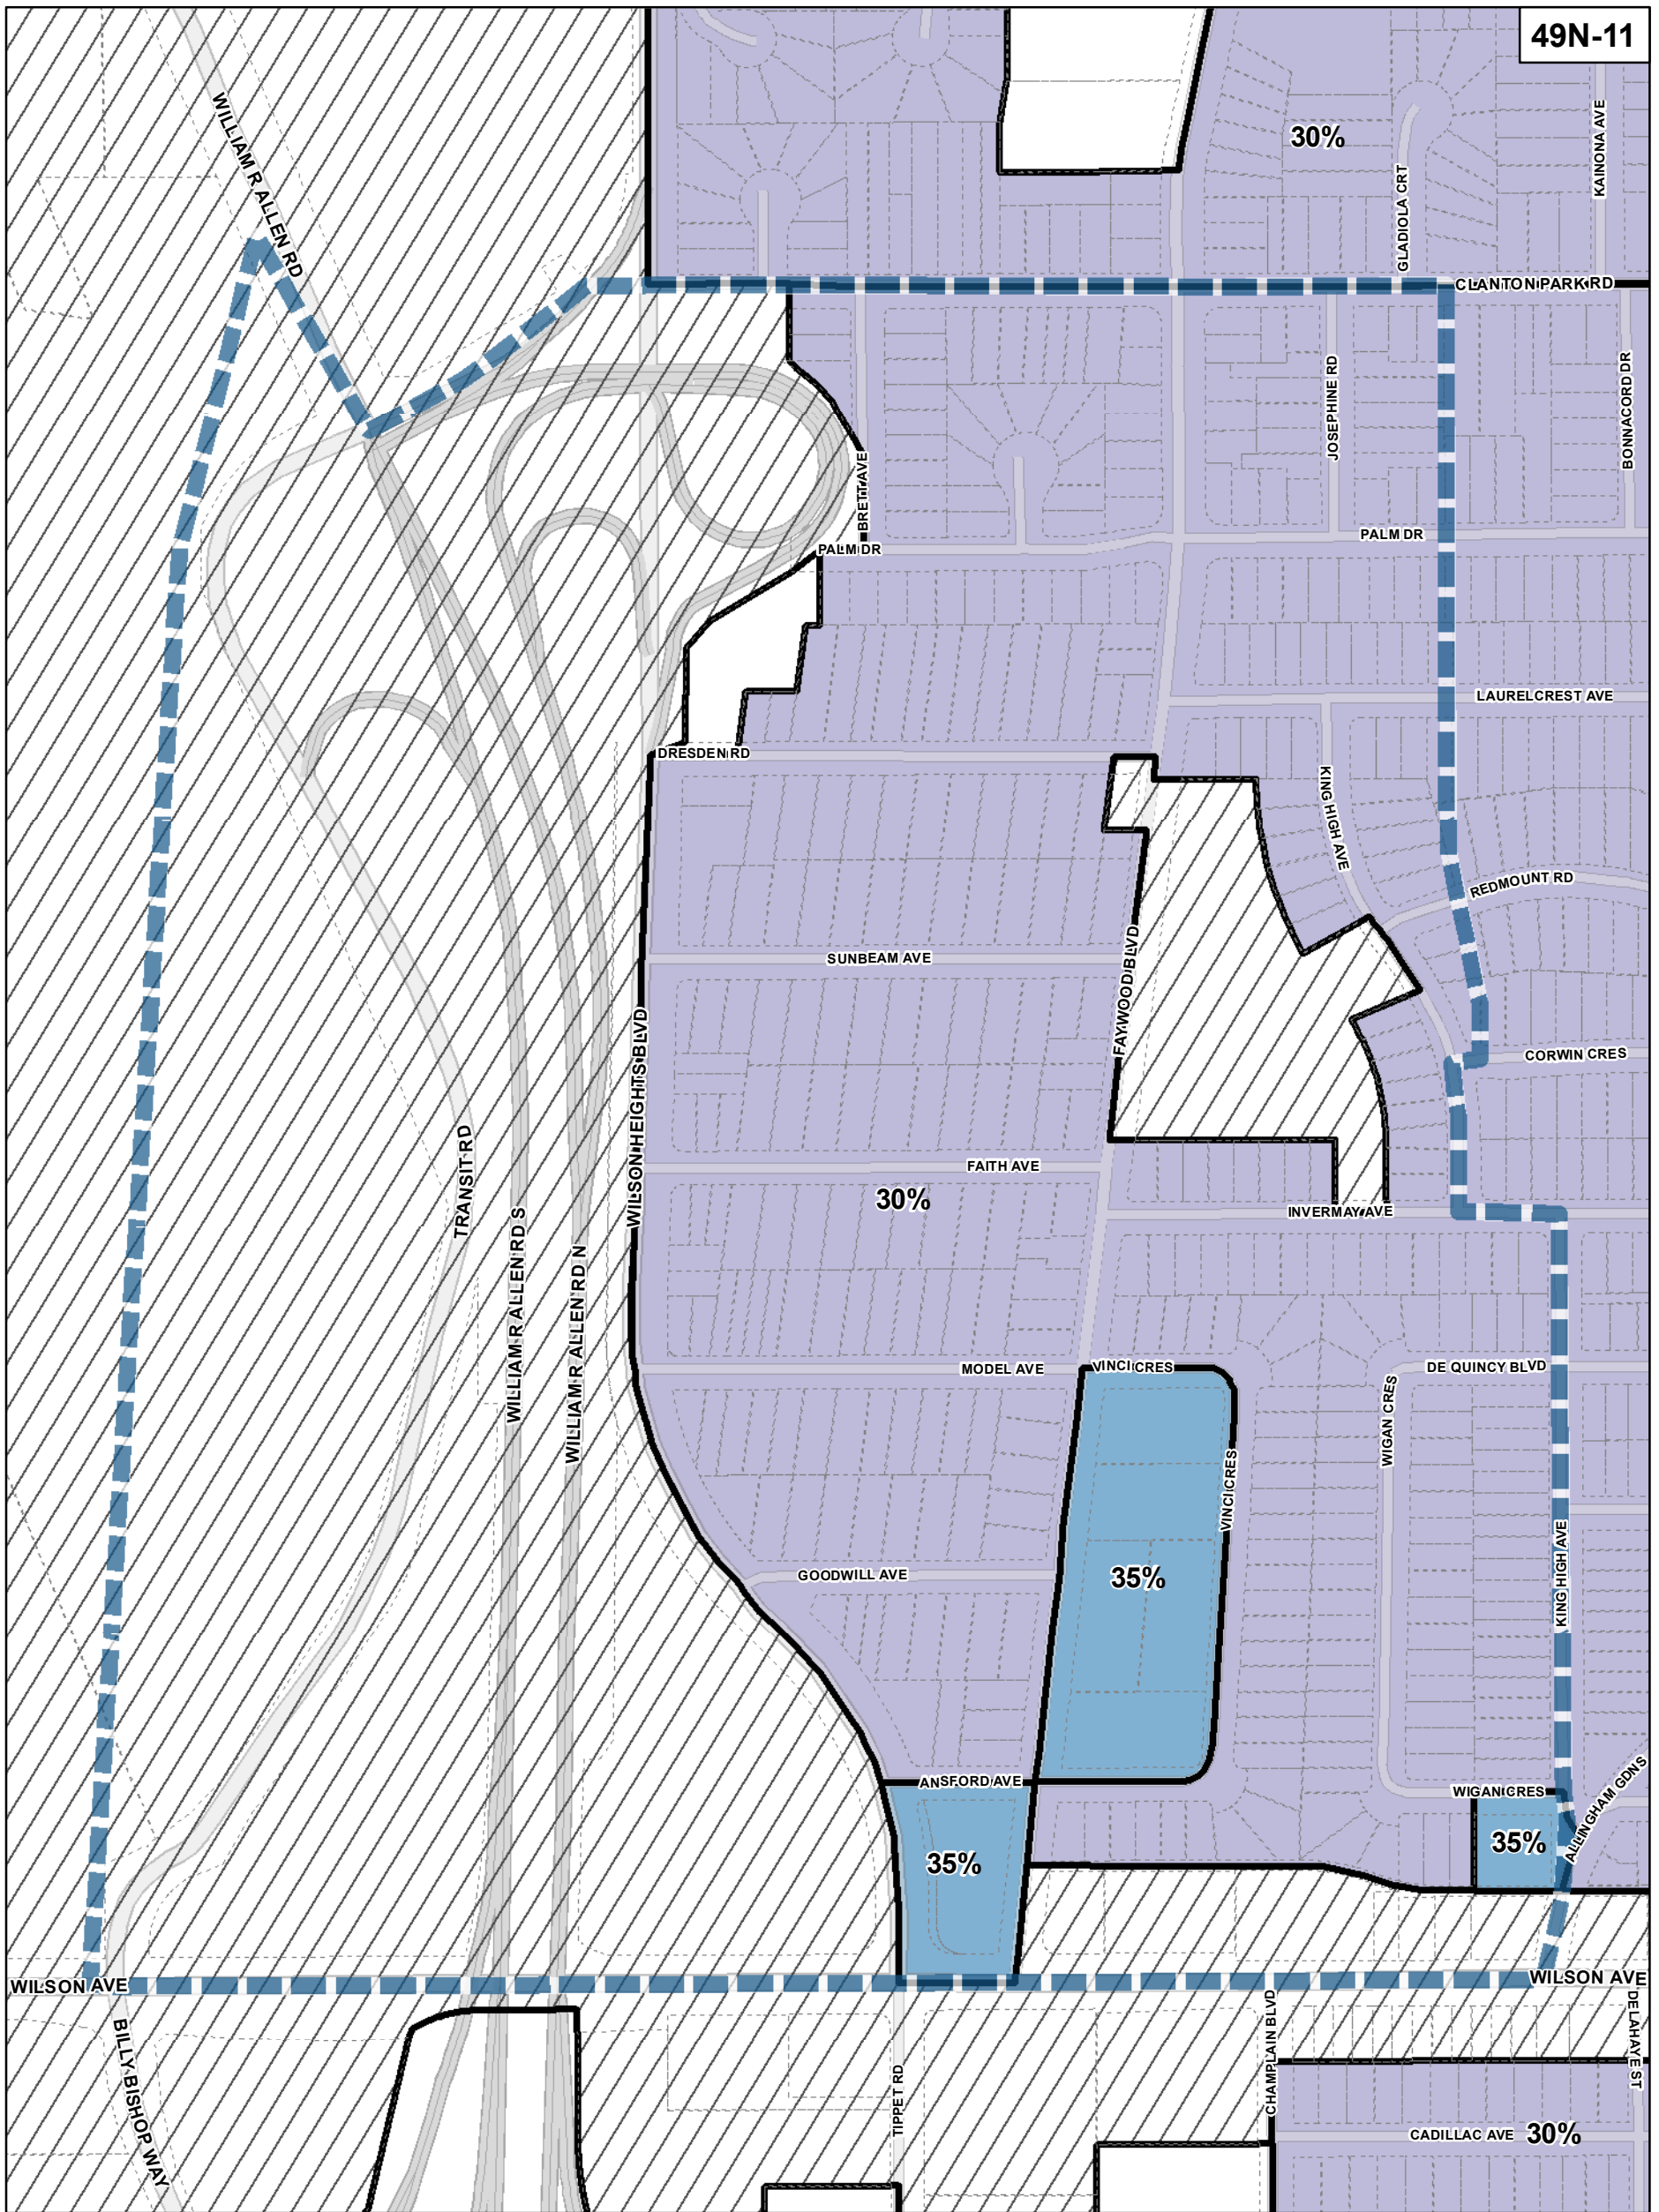 49N-11
WILLIAM R ALLEN RD
30%
GLADIOLA CRT
KAINONA AVE
CLANTON PARK RD
JOSEPHINE RD
BONNACORD DR
BRETT AVE
PALM DR
PALM DR
LAURELCREST AVE
DRESDEN RD
KING HIGH AVE
REDMOUNT RD
SUNBEAM AVE
FAYWOOD BLVD
WILSON HEIGHTS BLVD
CORWIN CRES
TRANSIT RD
FAITH AVE
30%
INVERMAY AVE
WILLIAM R ALLEN RD S
WILLIAM R ALLEN RD N
MODEL AVE
VINCI CRES
DE QUINCY BLVD
WIGAN CRES
VINCI CRES
GOODWILL AVE
35%
KING HIGH AVE
ANSFORD AVE
WIGAN CRES
ALLINGHAM GDNS
35%
35%
WILSON AVE
WILSON AVE
BILLY BISHOP WAY
TIPPET RD
CHAMPLAIN BLVD
DELAHAYE ST
CADILLAC AVE
30%